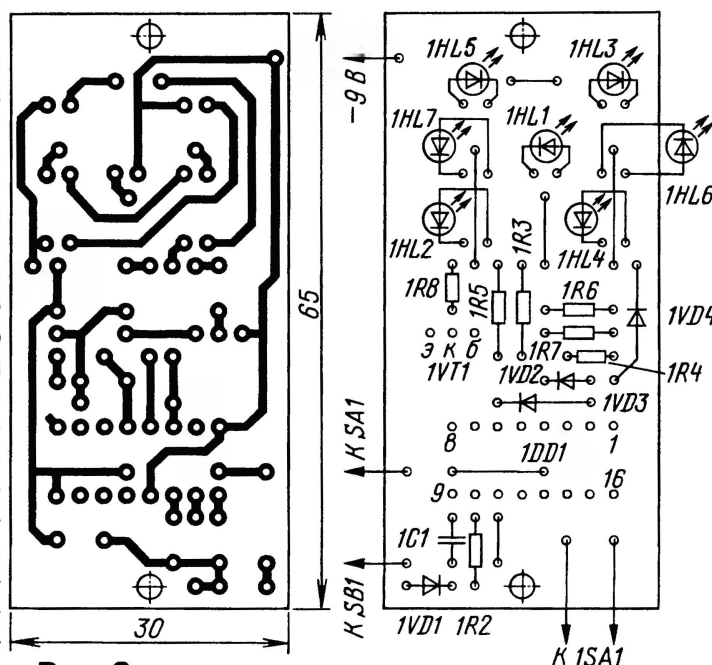 -9 В
1HL5
1HL3
1HL7
1HL1
1HL6
1HL2
1HL4
1R3
1R8
1R5
1R6
1VD4
э к б
1R7
1VT1
1VD2
1R4
1VD3
К SA1
8
1DD1
1
9
16
1C1
К SB1
1VD1
1R2
К 1SA1
65
30